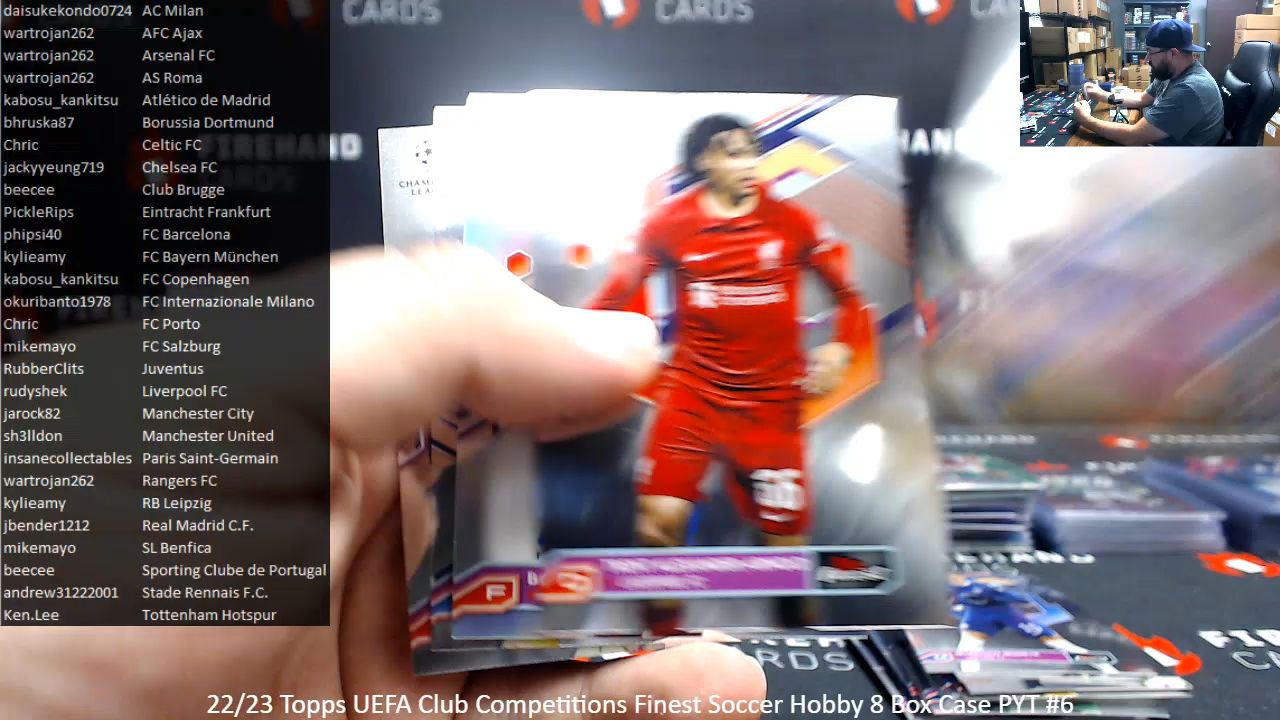 daisukekondo0724 AC Milan
wartrojan262 AFC Ajax
wartrojan262 Arsenal FC
wartrojan262 AS Roma
kabosu_kankitsu Atlético de Madrid
bhruska87 Borussia Dortmund
Chric Celtic FC
jackyyeung719 Chelsea FC
beecee Club Brugge
PickleRips Eintracht Frankfurt
phipsi40 FC Barcelona
kylieamy FC Bayern München
kabosu_kankitsu FC Copenhagen
okuribanto1978 FC Internazionale Milano
Chric FC Porto
mikemayo FC Salzburg
RubberClits Juventus
rudyshek Liverpool FC
jarock82 Manchester City
sh3lldon Manchester United
insanecollectables Paris Saint-Germain
wartrojan262 Rangers FC
kylieamy RB Leipzig
jbender1212 Real Madrid C.F.
mikemayo SL Benfica
beecee Sporting Clube de Portugal
andrew31222001 Stade Rennais F.C.
Ken.Lee Tottenham Hotspur
CARDS
CARDS
FIREHAND
CARDS
22/23 Topps UEFA Club Competitions Finest Soccer Hobby 8 Box Case PYT #6